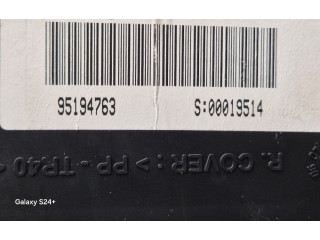 95194763 S:00019514
R. COVER: >PP-TR40
Galaxy S24+